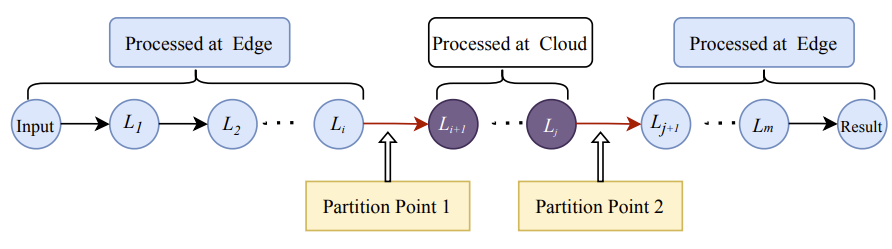 Processed at Edge
Processed at Cloud
Processed at Edge
Input L1 L2 ... Li Li+1 ... Lj Lj+1 ... Lm Result
Partition Point 1
Partition Point 2